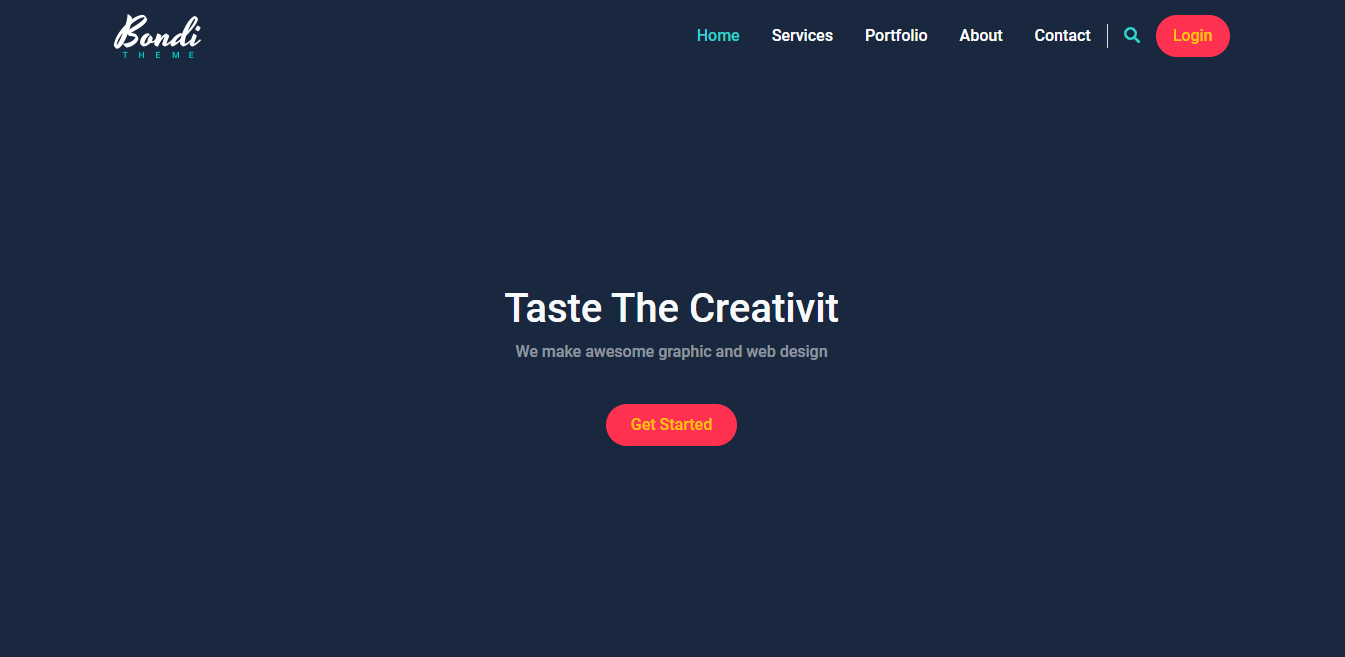 Bondi
THEME
Home Services Portfolio About Contact Login
Taste The Creativit
We make awesome graphic and web design
Get Started